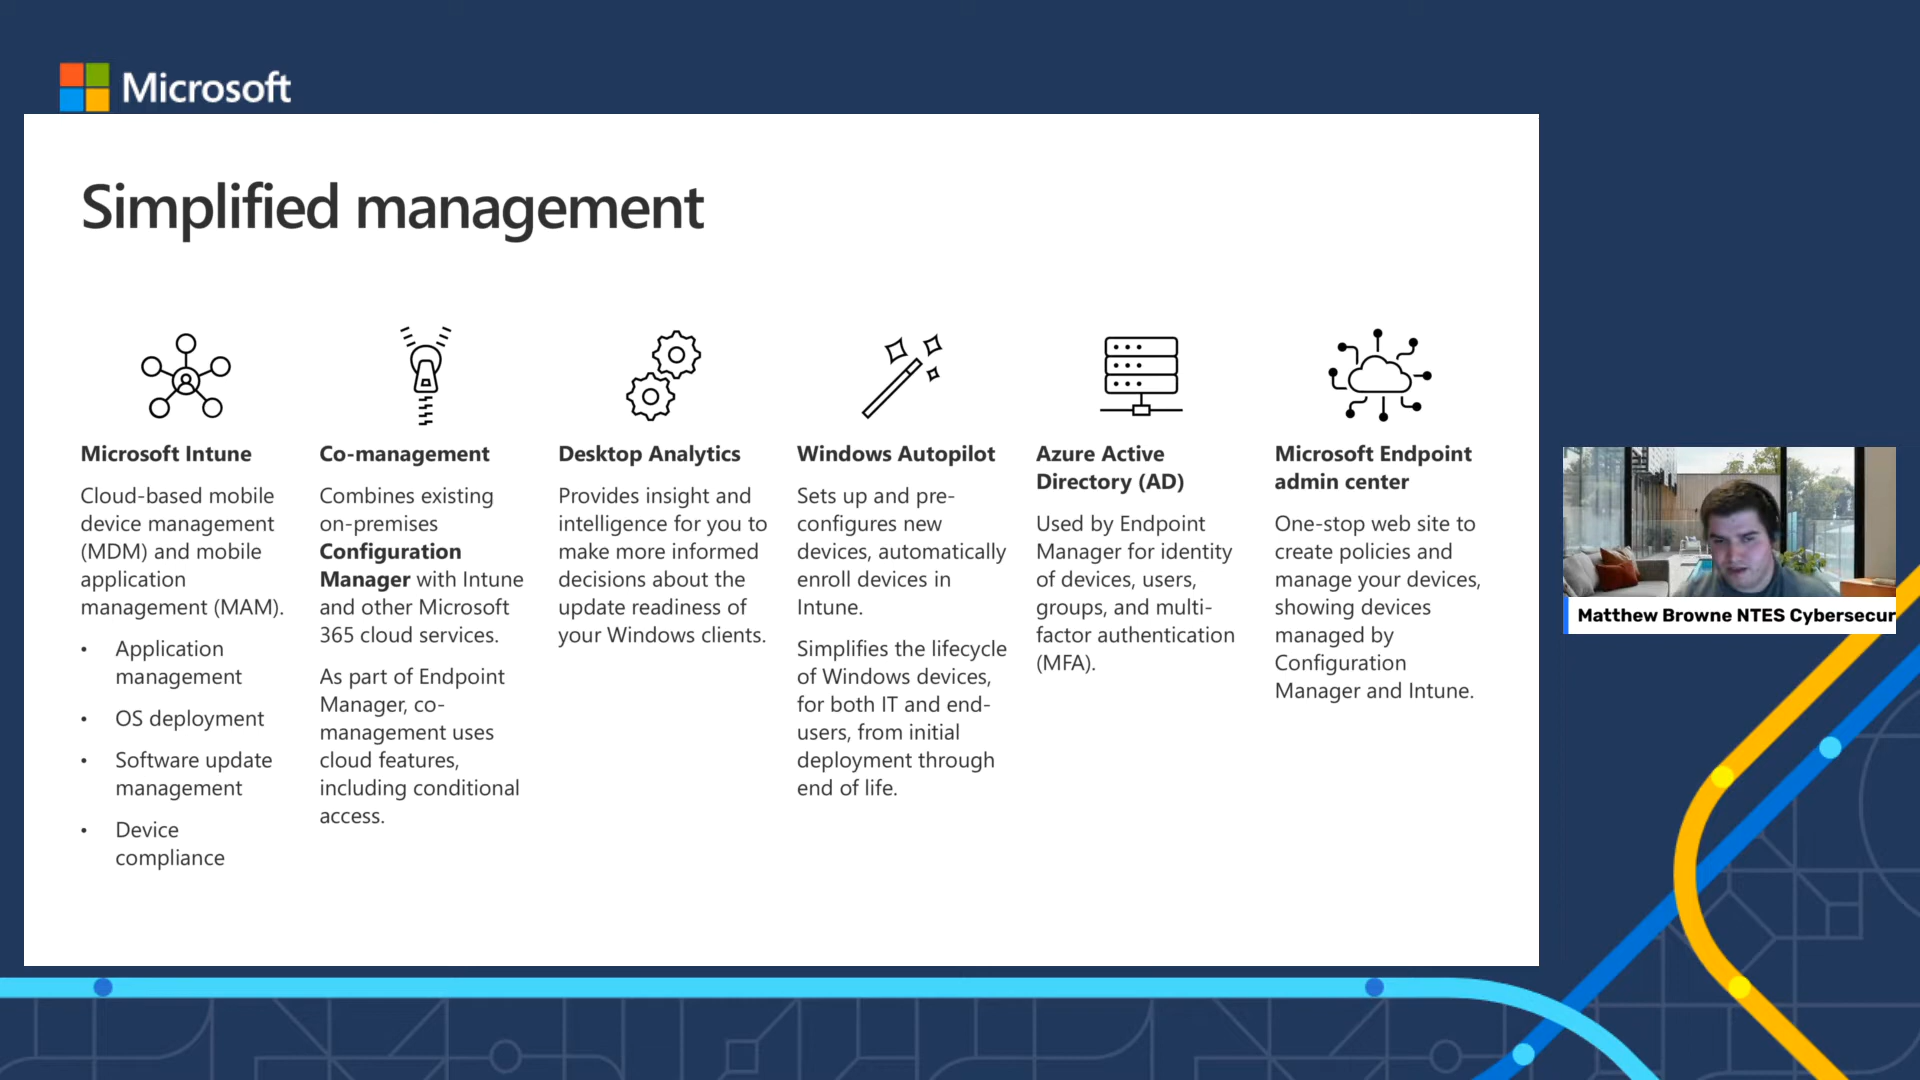 Microsoft
Simplified management
Microsoft Intune
Cloud-based mobile
device management
(MDM) and mobile
application
management (MAM).
• Application
management
• OS deployment
• Software update
management
• Device
compliance
Co-management
Combines existing
on-premises
Configuration
Manager with Intune
and other Microsoft
365 cloud services.
As part of Endpoint
Manager, co-
management uses
cloud features,
including conditional
access.
Desktop Analytics
Provides insight and
intelligence for you to
make more informed
decisions about the
update readiness of
your Windows clients.
Windows Autopilot
Sets up and pre-
configures new
devices, automatically
enroll devices in
Intune.
Simplifies the lifecycle
of Windows devices,
for both IT and end-
users, from initial
deployment through
end of life.
Azure Active
Directory (AD)
Used by Endpoint
Manager for identity
of devices, users,
groups, and multi-
factor authentication
(MFA).
Microsoft Endpoint
admin center
One-stop web site to
create policies and
manage your devices,
showing devices
managed by
Configuration
Manager and Intune.
Matthew Browne NTES Cybersecur